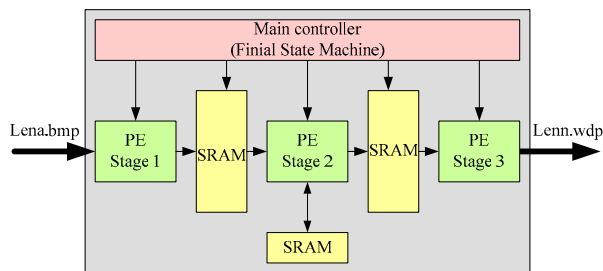 Main controller
(Finial State Machine)
Lena.bmp
PE
Stage 1
SRAM
PE
Stage 2
SRAM
PE
Stage 3
Lenn.wdp
SRAM